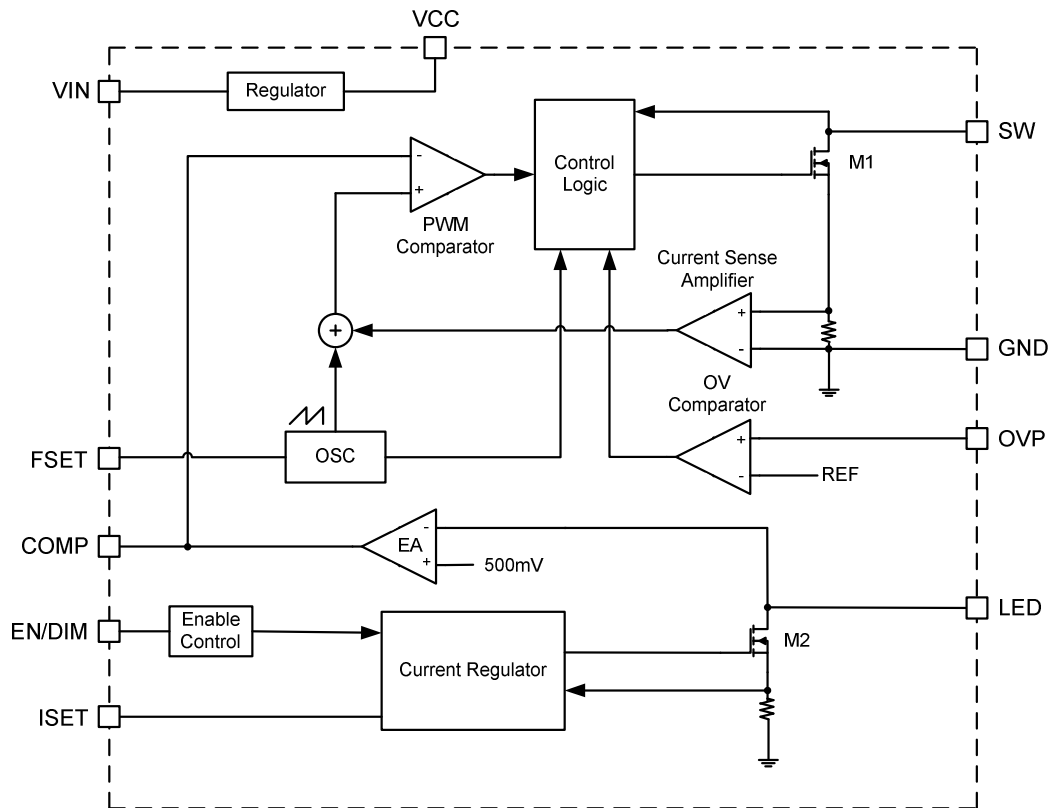 VCC
VIN
Regulator
SW
-
+
PWM
Comparator
Control
Logic
M1
Current Sense
Amplifier
+
-
+
GND
OV
Comparator
+
-
REF
OVP
FSET
OSC
COMP
EA
-
+
500mV
LED
EN/DIM
Enable
Control
Current Regulator
M2
ISET